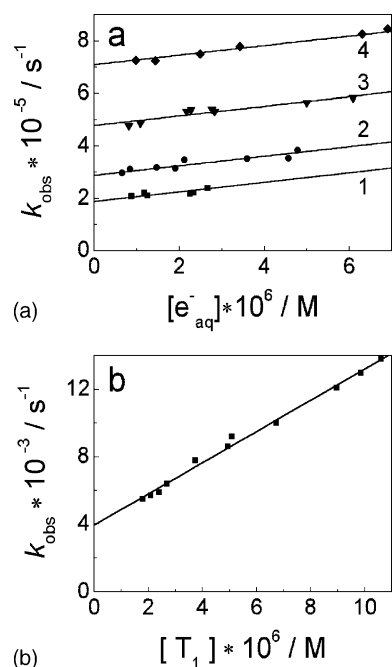 a
k_obs * 10^-5 / s^-1
8
6
4
2
0
4
3
2
1
0 2 4 6
(a)
[e^-_aq]*10^6 / M
b
k_obs * 10^-3 / s^-1
12
8
4
0
0 2 4 6 8 10
(b)
[T_1]*10^6 / M